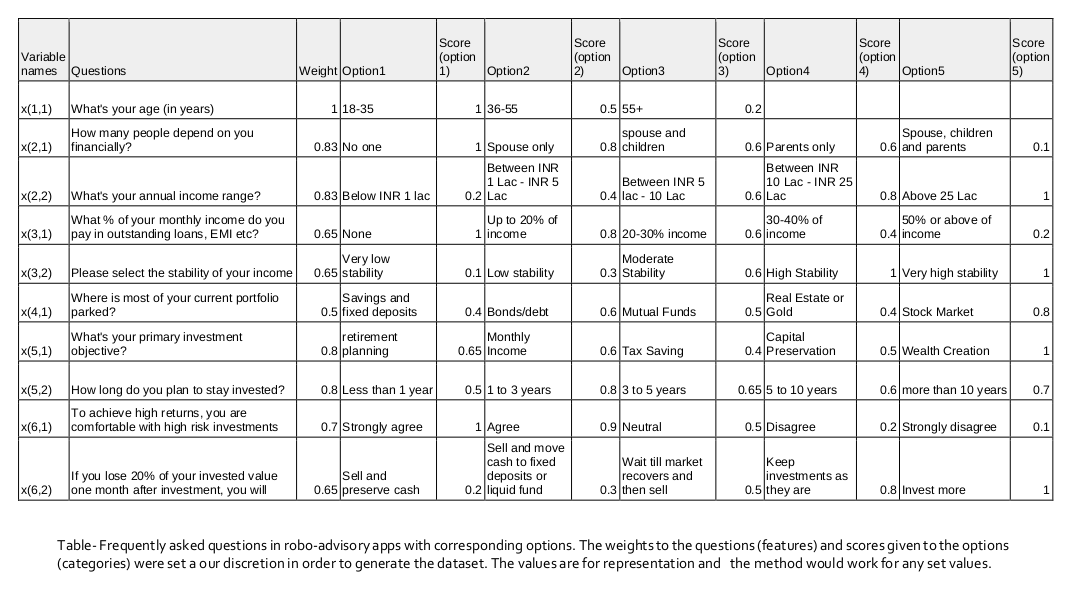 Variable names	Questions	Weight	Option1	Score (option 1)	Option2	Score (option 2)	Option3	Score (option 3)	Option4	Score (option 4)	Option5	Score (option 5)
x(1,1)	What's your age (in years)	1	18-35	1	36-55	0.5	55+	0.2
x(2,1)	How many people depend on you financially?	0.83	No one	1	Spouse only	0.8	spouse and children	0.6	Parents only	0.6	Spouse, children and parents	0.1
x(2,2)	What's your annual income range?	0.83	Below INR 1 lac	0.2	Between INR 1 Lac - INR 5 Lac	0.4	Between INR 5 lac - 10 Lac	0.6	Between INR 10 Lac - INR 25 Lac	0.8	Above 25 Lac	1
x(3,1)	What % of your monthly income do you pay in outstanding loans, EMI etc?	0.65	None	1	Up to 20% of income	0.8	20-30% income	0.6	30-40% of income	0.4	50% or above of income	0.2
x(3,2)	Please select the stability of your income	0.65	Very low stability	0.1	Low stability	0.3	Moderate Stability	0.6	High Stability	1	Very high stability	1
x(4,1)	Where is most of your current portfolio parked?	0.5	Savings and fixed deposits	0.4	Bonds/debt	0.6	Mutual Funds	0.5	Real Estate or Gold	0.4	Stock Market	0.8
x(5,1)	What's your primary investment objective?	0.8	retirement planning	0.65	Monthly Income	0.6	Tax Saving	0.4	Capital Preservation	0.5	Wealth Creation	1
x(5,2)	How long do you plan to stay invested?	0.8	Less than 1 year	0.5	1 to 3 years	0.8	3 to 5 years	0.65	5 to 10 years	0.6	more than 10 years	0.7
x(6,1)	To achieve high returns, you are comfortable with high risk investments	0.7	Strongly agree	1	Agree	0.9	Neutral	0.5	Disagree	0.2	Strongly disagree	0.1
x(6,2)	If you lose 20% of your invested value one month after investment, you will	0.65	Sell and preserve cash	0.2	Sell and move cash to fixed deposits or liquid fund	0.3	Wait till market recovers and then sell	0.5	Keep investments as they are	0.8	Invest more	1
Table- Frequently asked questions in robo-advisory apps with corresponding options. The weights to the questions (features) and scores given to the options
(categories) were set a our discretion in order to generate the dataset. The values are for representation and the method would work for any set values.